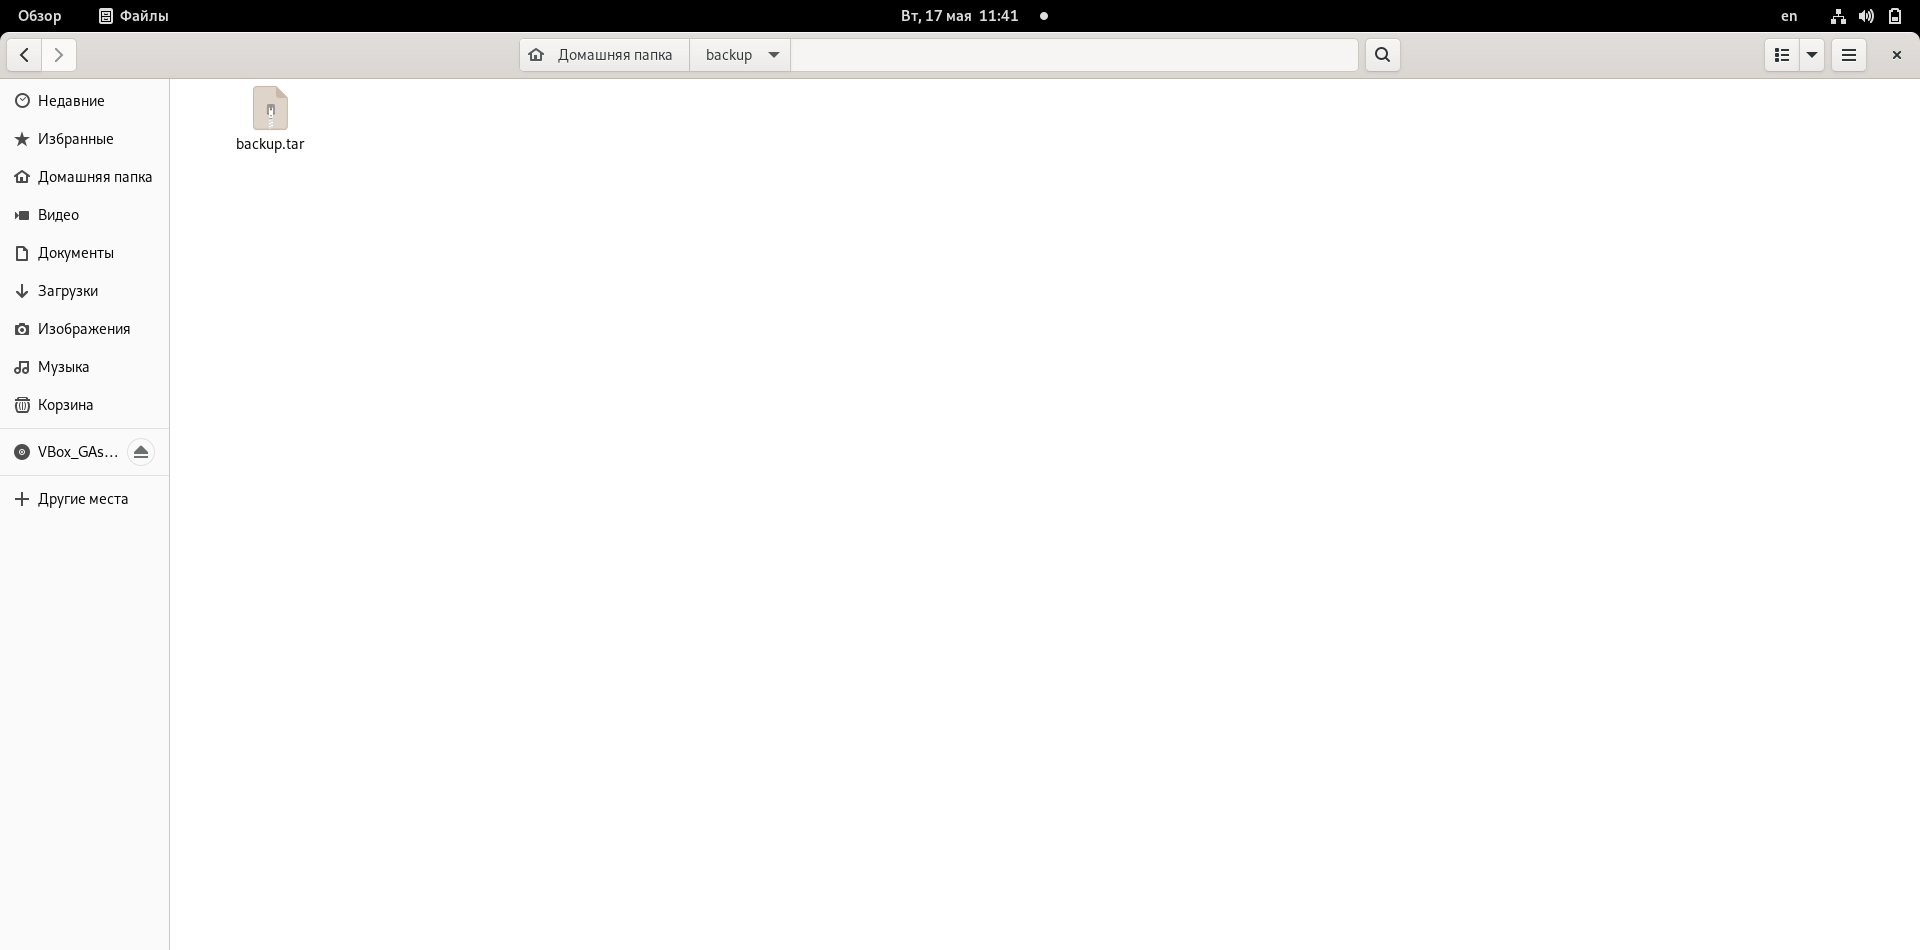 Обзор Файлы Вт, 17 мая 11:41 en
Домашняя папка backup
Недавние
Избранные
Домашняя папка
Видео
Документы
Загрузки
Изображения
Музыка
Корзина
VBox_GAs...
Другие места
backup.tar